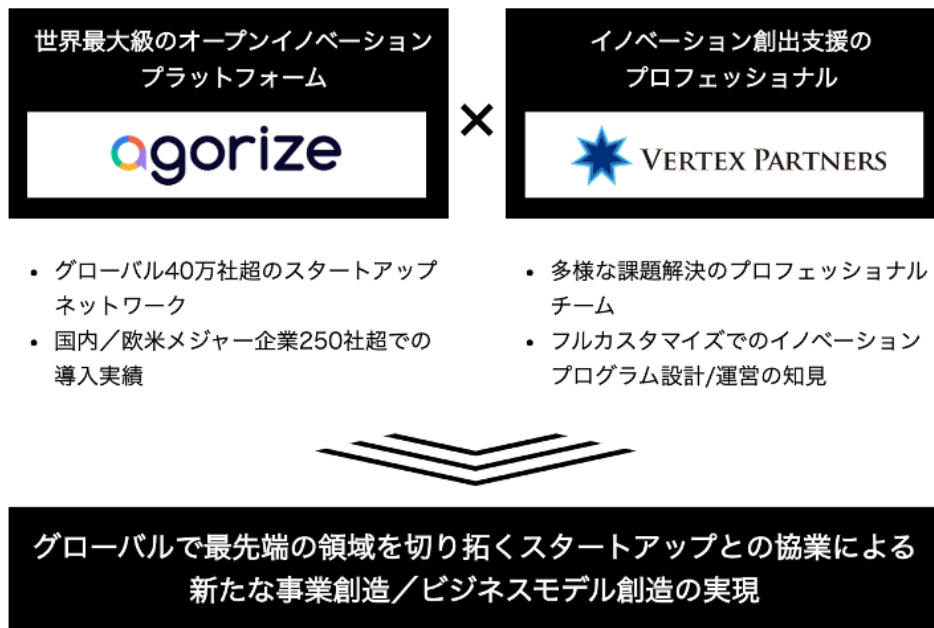 世界最大級のオープンイノベーション
プラットフォーム
agorize
×
イノベーション創出支援の
プロフェッショナル
VERTEX PARTNERS
• グローバル40万社超のスタートアップ
ネットワーク
• 国内／欧米メジャー企業250社超での
導入実績
• 多様な課題解決のプロフェッショナル
チーム
• フルカスタマイズでのイノベーション
プログラム設計/運営の知見
グローバルで最先端の領域を切り拓くスタートアップとの協業による
新たな事業創造／ビジネスモデル創造の実現